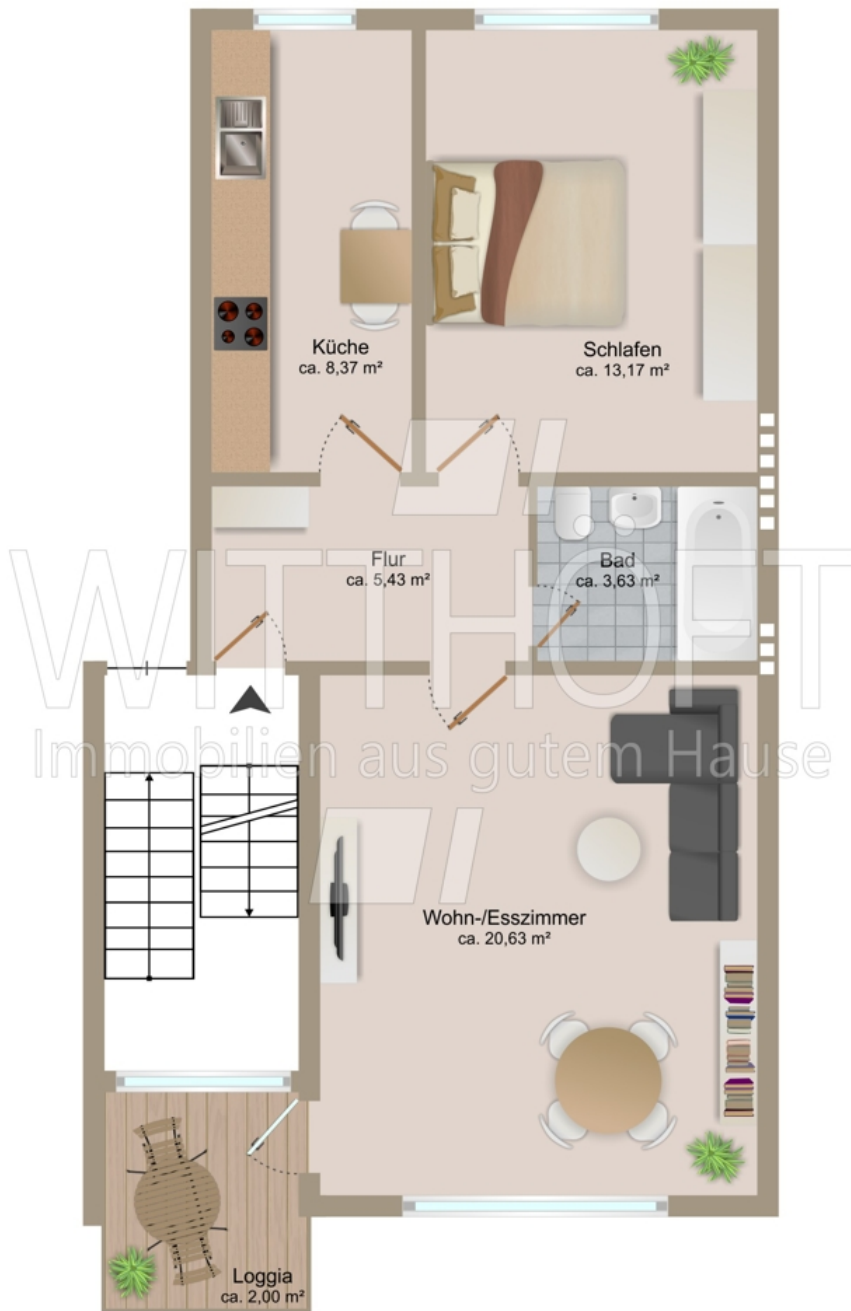 Küche
ca. 8,37 m²
Schlafen
ca. 13,17 m²
Flur
ca. 5,43 m²
Bad
ca. 3,63 m²
WITTHÖFT
Immobilien aus gutem Hause
Wohn-/Esszimmer
ca. 20,63 m²
Loggia
ca. 2,00 m²